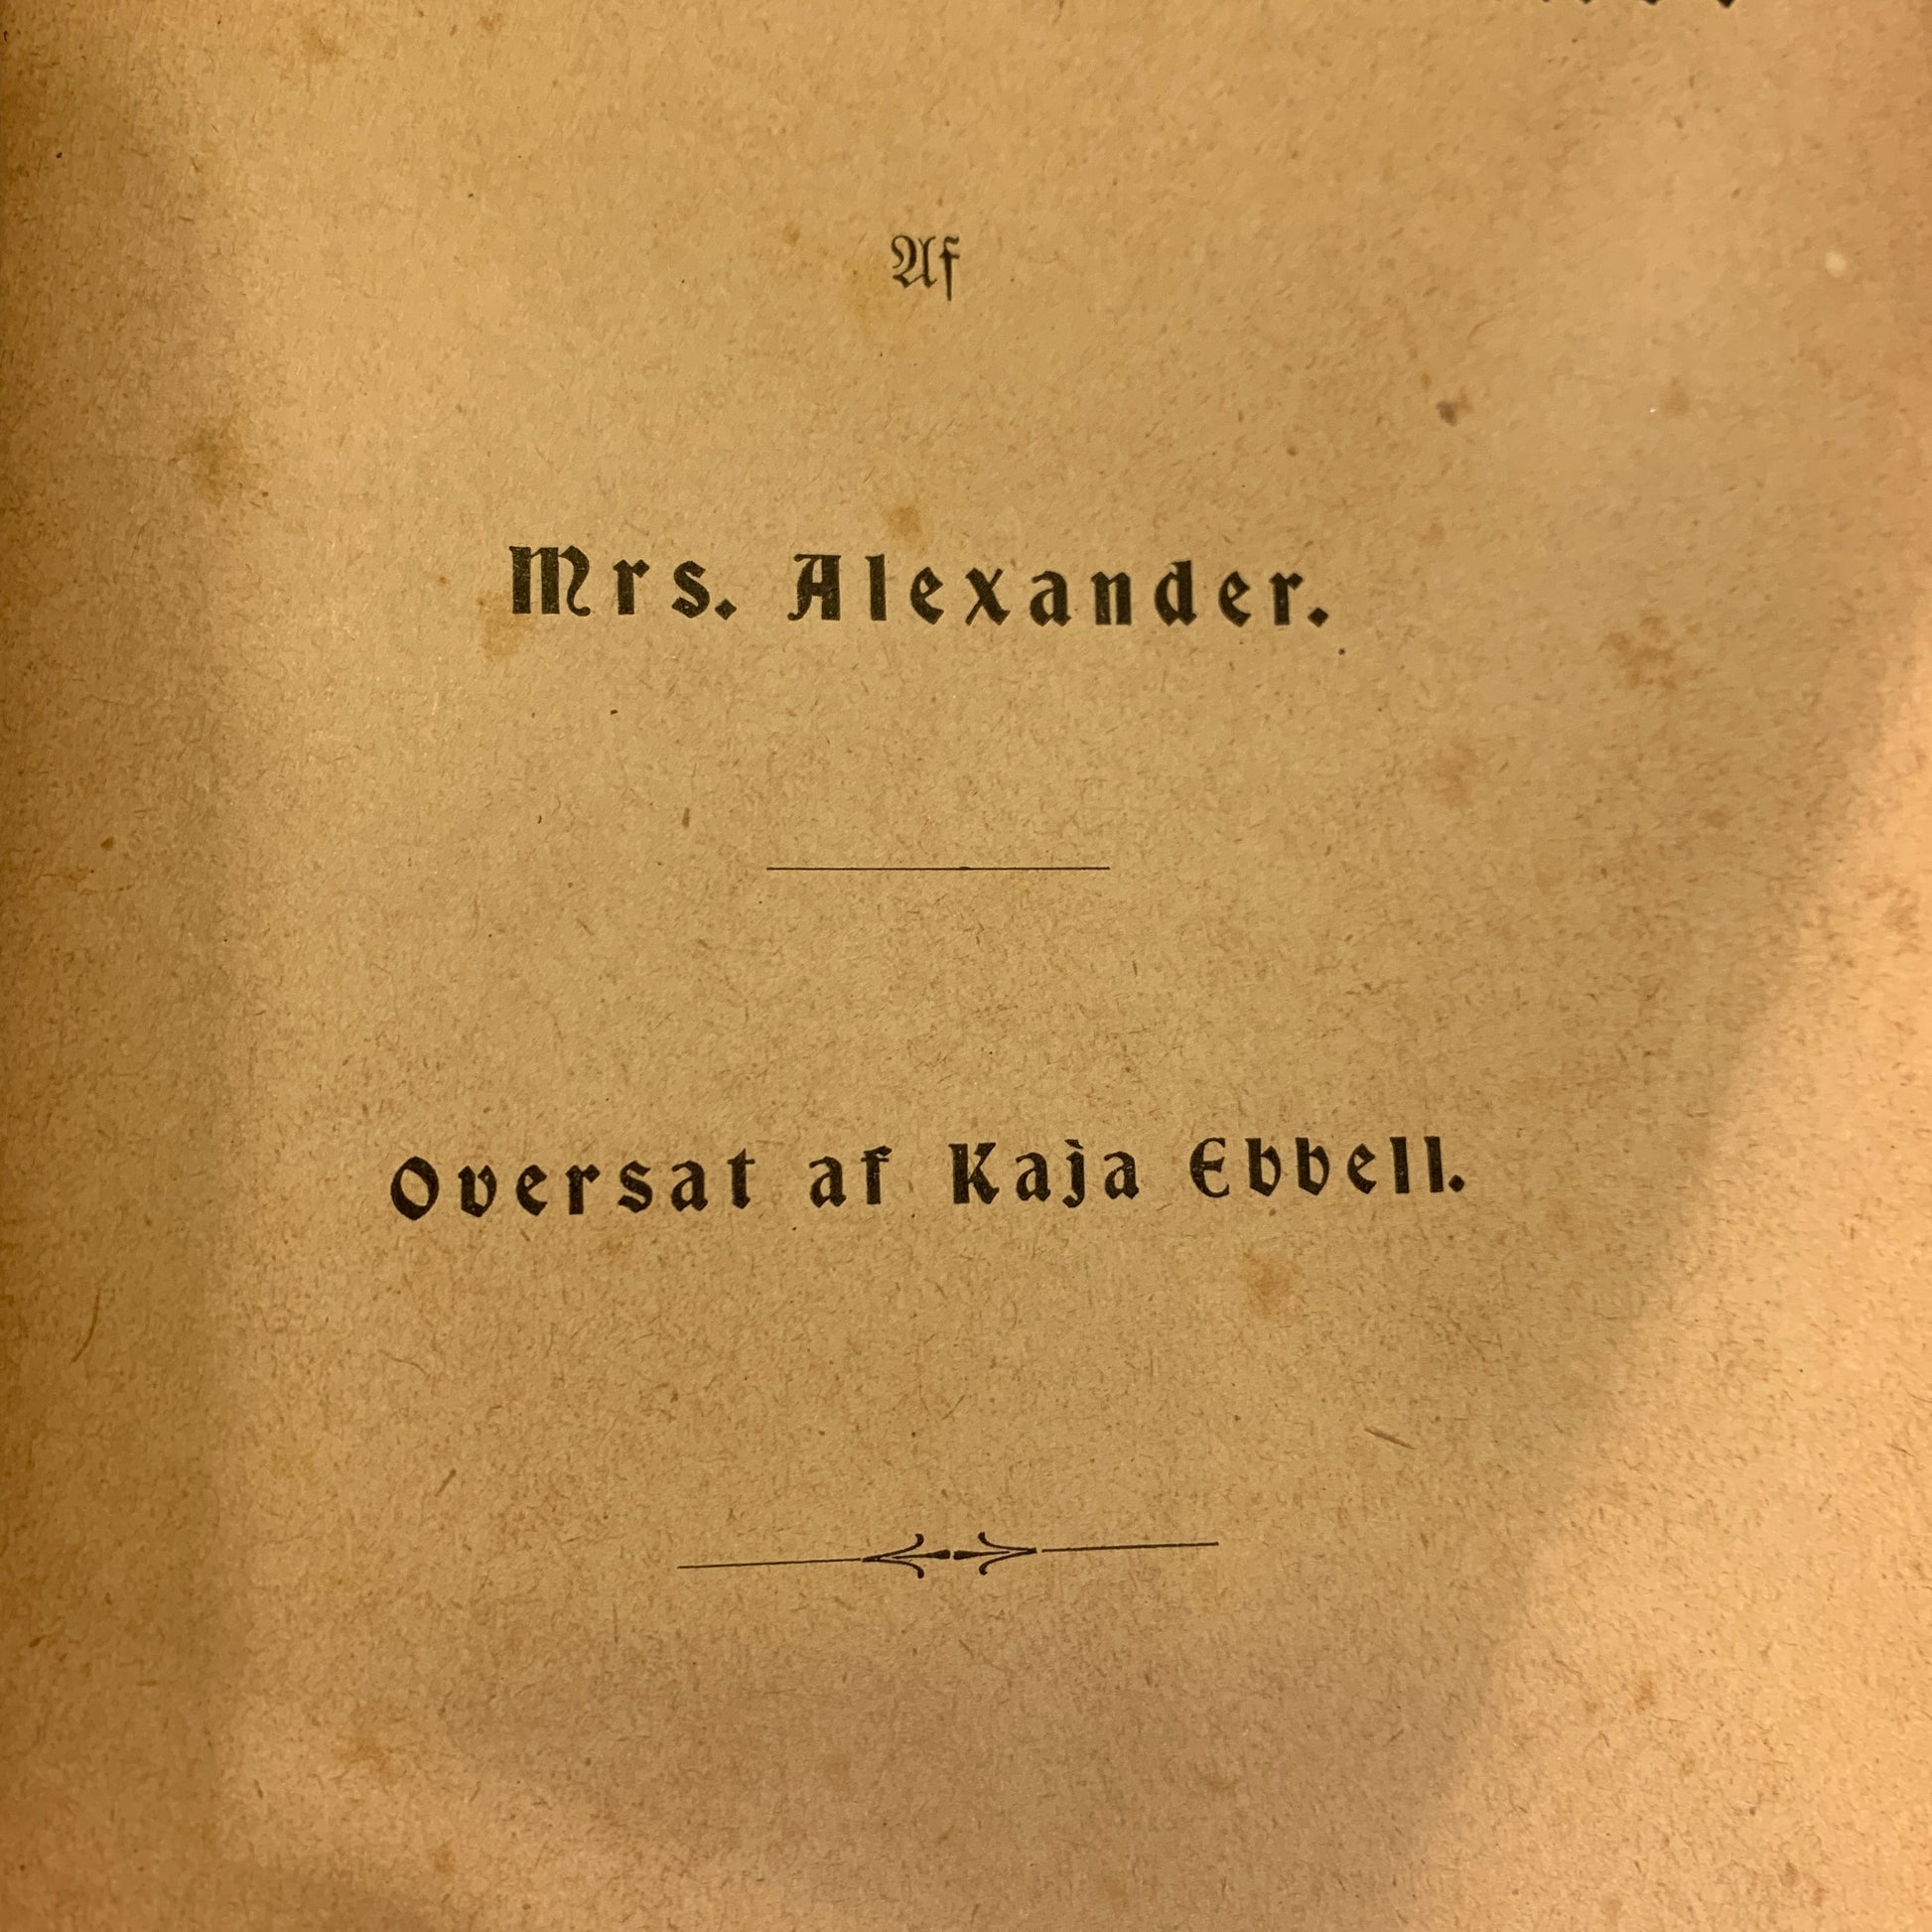 Af
Mrs. Alexander.
Oversat af Kaja Ebbell.